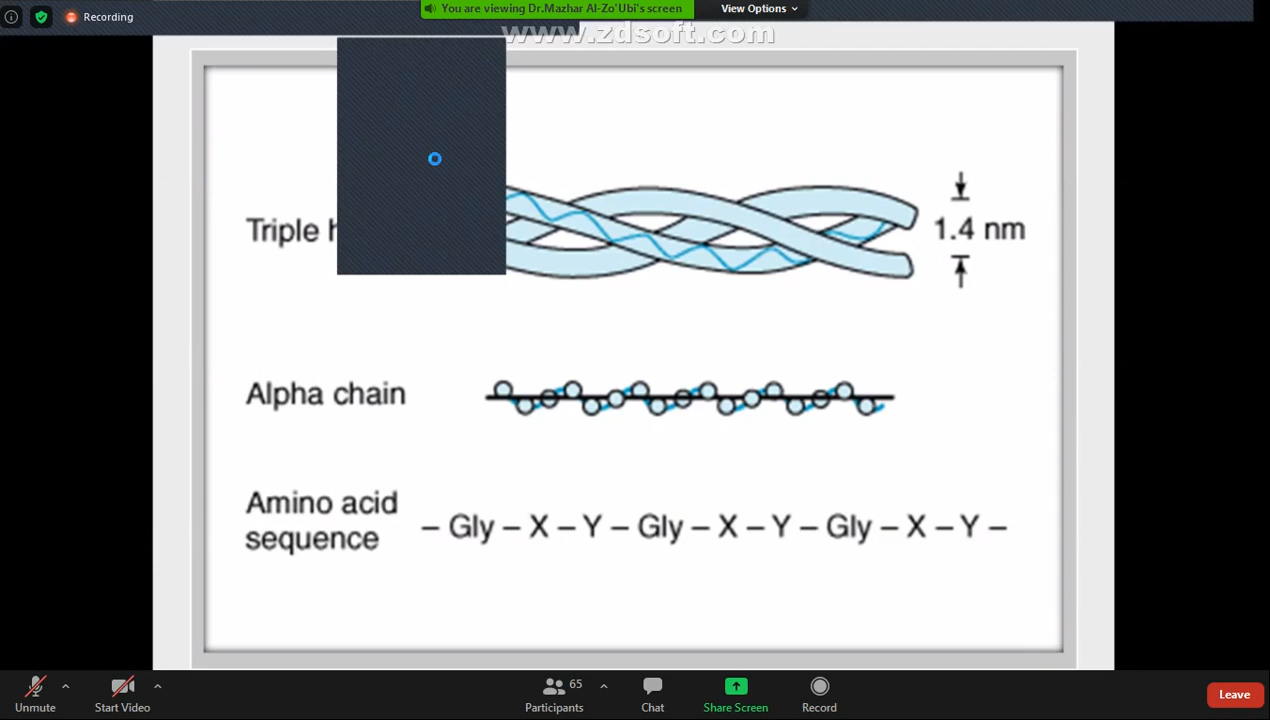 Recording
You are viewing Dr.Mazhar Al-Zo'Ubi's screen
View Options
www.zdsoft.com
Triple
1.4 nm
Alpha chain
Amino acid
sequence
– Gly – X – Y – Gly – X – Y – Gly – X – Y –
Unmute
Start Video
65
Participants
Chat
Share Screen
Record
Leave